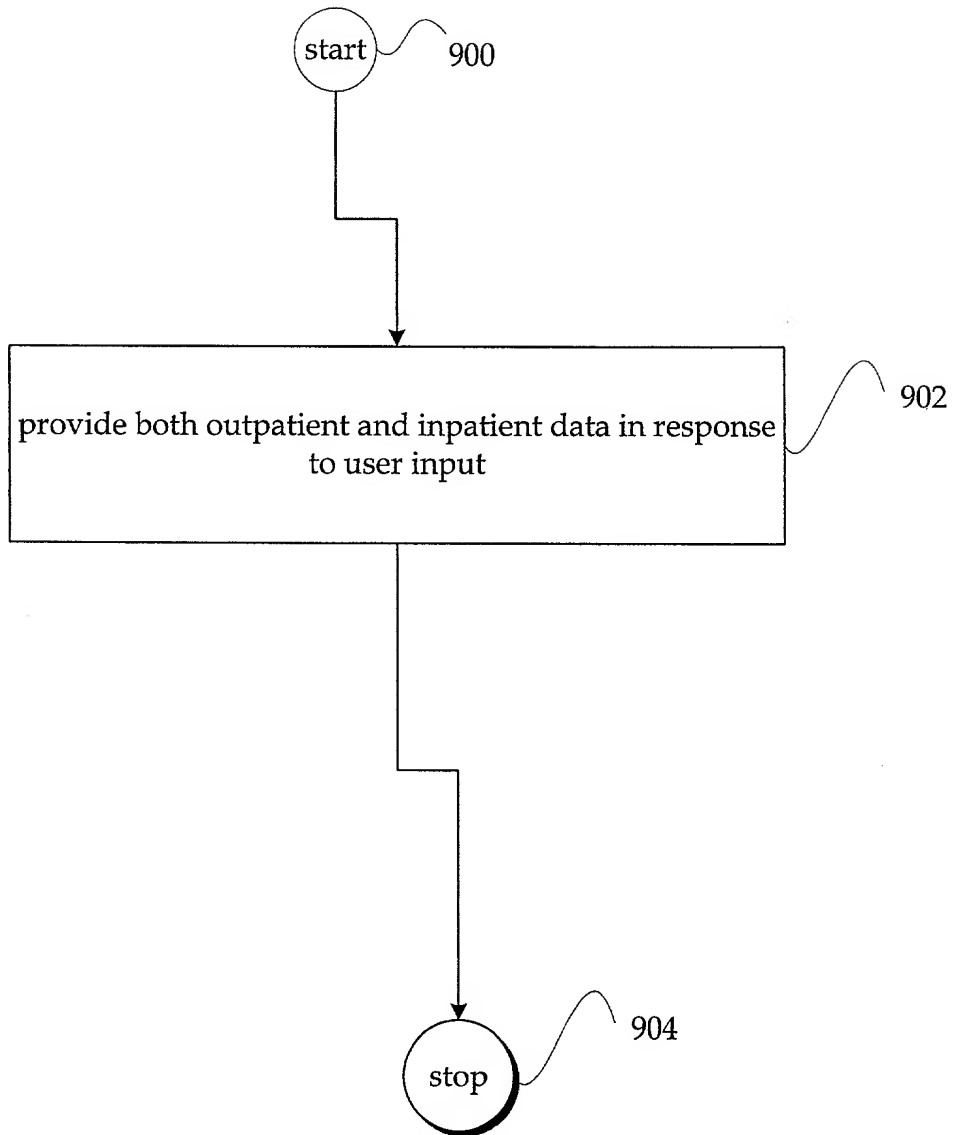 start
900
902
provide both outpatient and inpatient data in response
to user input
904
stop